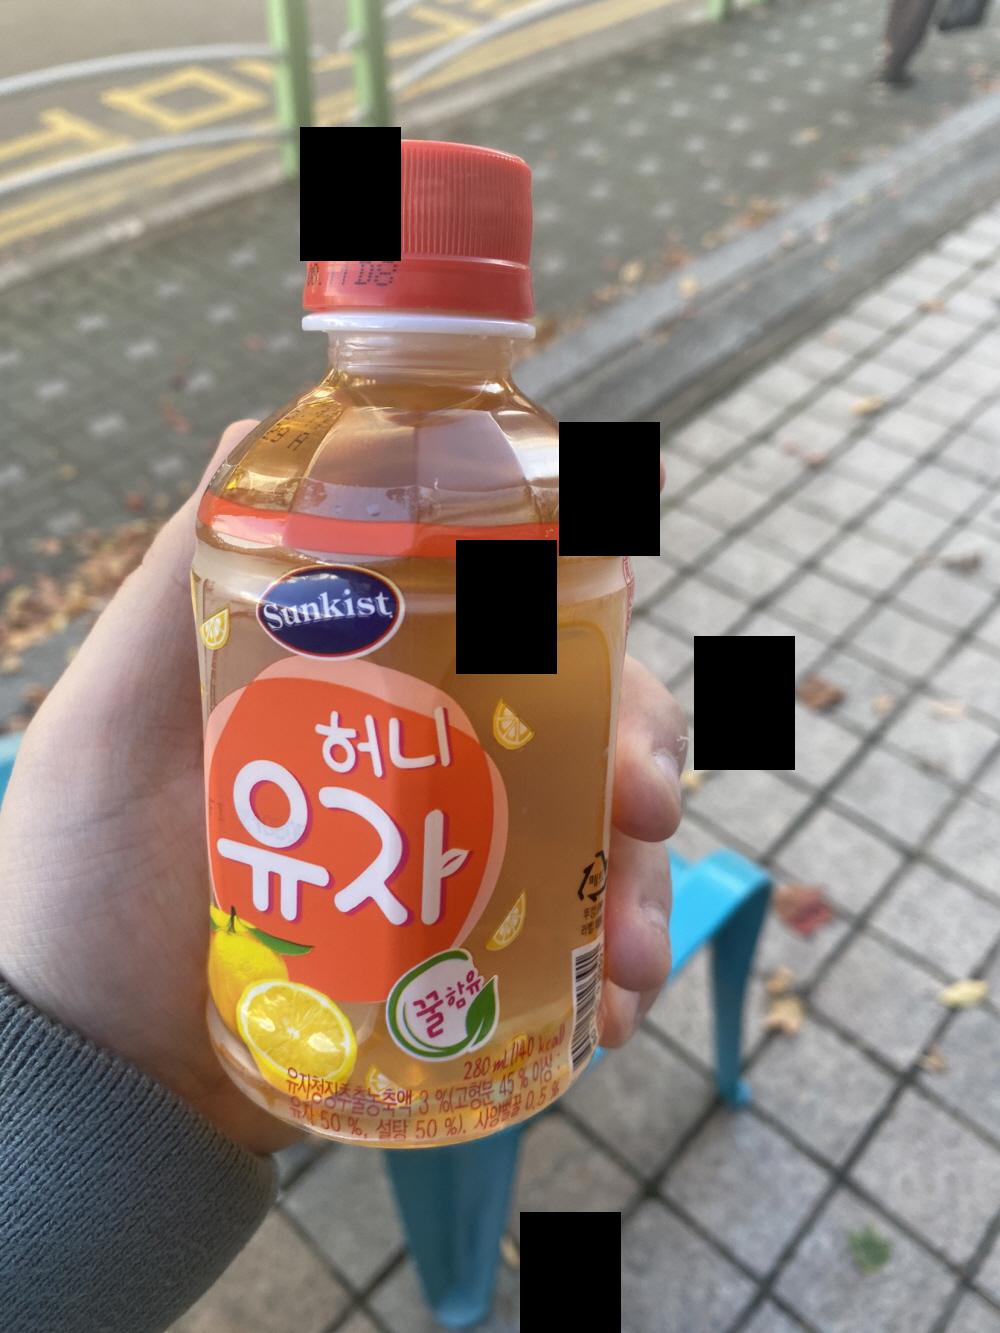 Sunkist
허니
유자
꿀 함유
280 mL (140 kcal)
유자청징추출농축액 3 %(고형분 45 % 이상 :
유자 50 %, 설탕 50 %), 사양벌꿀 0.5 %